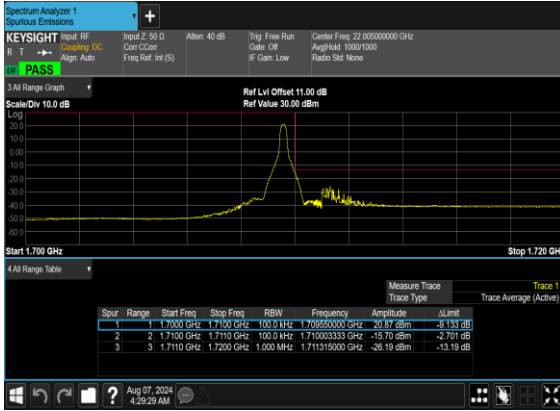 Spectrum Analyzer 1
Spurious Emissions
+
KEYSIGHT Input: RF Input Z: 50 Ω Atten: 40 dB Trig: Free Run Center Freq: 22.005000000 GHz
R T Coupling: DC Corr CCorr Gate: Off Avg|Hold: 1000/1000
Align: Auto Freq Ref: Int (S) IF Gain: Low Radio Std: None
PASS
3 All Range Graph
Ref Lvl Offset 11.00 dB
Scale/Div 10.0 dB Ref Value 30.00 dBm
Log
20.0
10.0
0.00
-10.0
-20.0
-30.0
-40.0
-50.0
-60.0
Start 1.700 GHz Stop 1.720 GH
4 All Range Table
Measure Trace Trace 1
Trace Type Trace Average (Active)
Spur Range Start Freq Stop Freq RBW Frequency Amplitude ΔLimit
1 1 1.7000 GHz 1.7100 GHz 100.0 kHz 1.709550000 GHz 20.87 dBm -9.133 dB
2 2 1.7100 GHz 1.7110 GHz 100.0 kHz 1.710003333 GHz -15.70 dBm -2.701 dB
3 3 1.7110 GHz 1.7200 GHz 1.000 MHz 1.711315000 GHz -26.19 dBm -13.19 dB
? Aug 07, 2024
4:29:29 AM